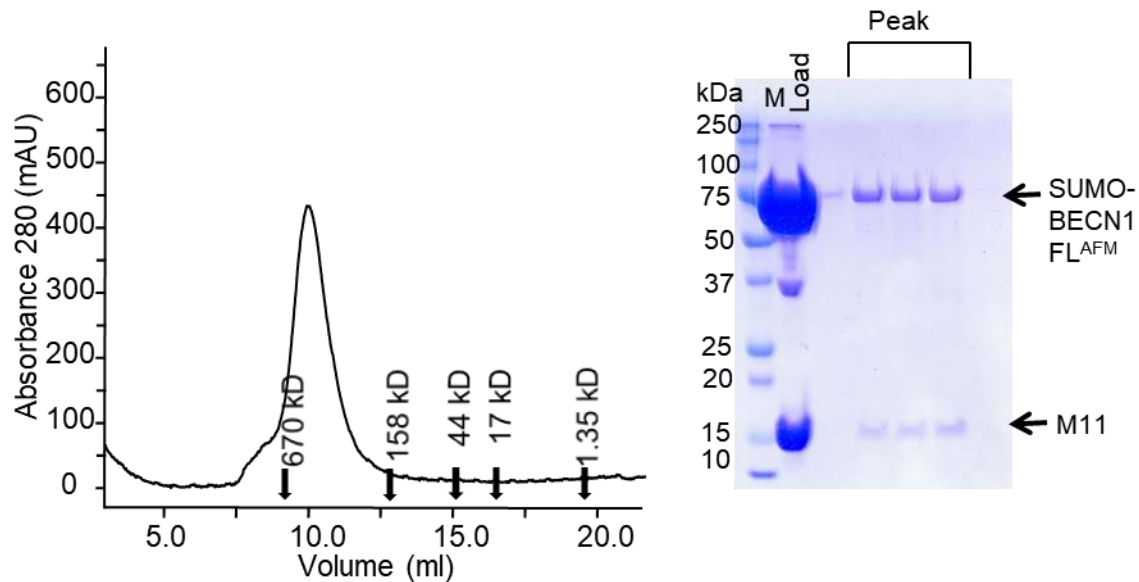 Absorbance 280 (mAU)
600
500
400
300
200
100
0
670 kD
158 kD
44 kD
17 kD
1.35 kD
5.0
10.0
15.0
20.0
Volume (ml)
Peak
kDa
M
Load
250
100
75
50
37
25
20
15
10
SUMO-
BECN1
FLᴬᶠᴹ
M11